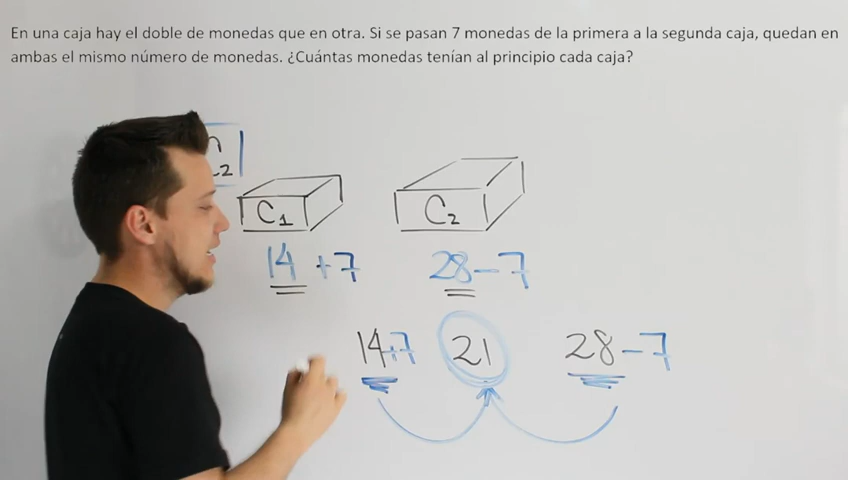 En una caja hay el doble de monedas que en otra. Si se pasan 7 monedas de la primera a la segunda caja, quedan en
ambas el mismo número de monedas. ¿Cuántas monedas tenían al principio cada caja?
C1 C2
14 +7 28-7
14+7 21 28-7